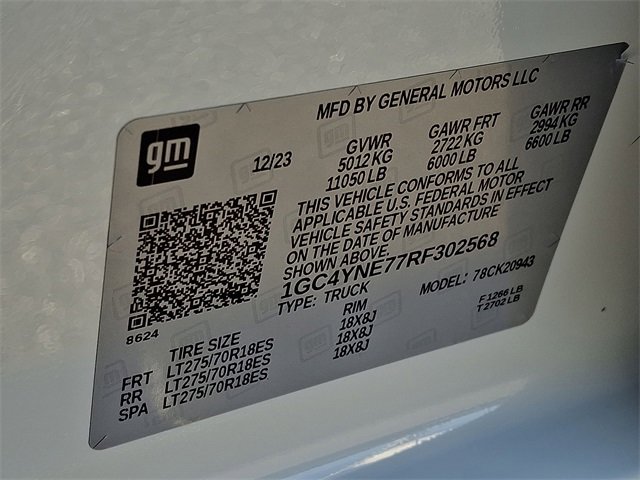 MFD BY GENERAL MOTORS LLC
gm
12/23
GVWR
5012 KG
11050 LB
GAWR FRT
2722 KG
6000 LB
GAWR RR
2994 KG
6600 LB
THIS VEHICLE CONFORMS TO ALL
APPLICABLE U.S. FEDERAL MOTOR
VEHICLE SAFETY STANDARDS IN EFFECT
ON THE DATE OF MANUFACTURE
SHOWN ABOVE.
1GC4YNE77RF302568
TYPE: TRUCK
MODEL: 78CK20943
8624
F 1266 LB
T 2702 LB
TIRE SIZE RIM
FRT LT275/70R18ES 18X8J
RR LT275/70R18ES 18X8J
SPA LT275/70R18ES 18X8J